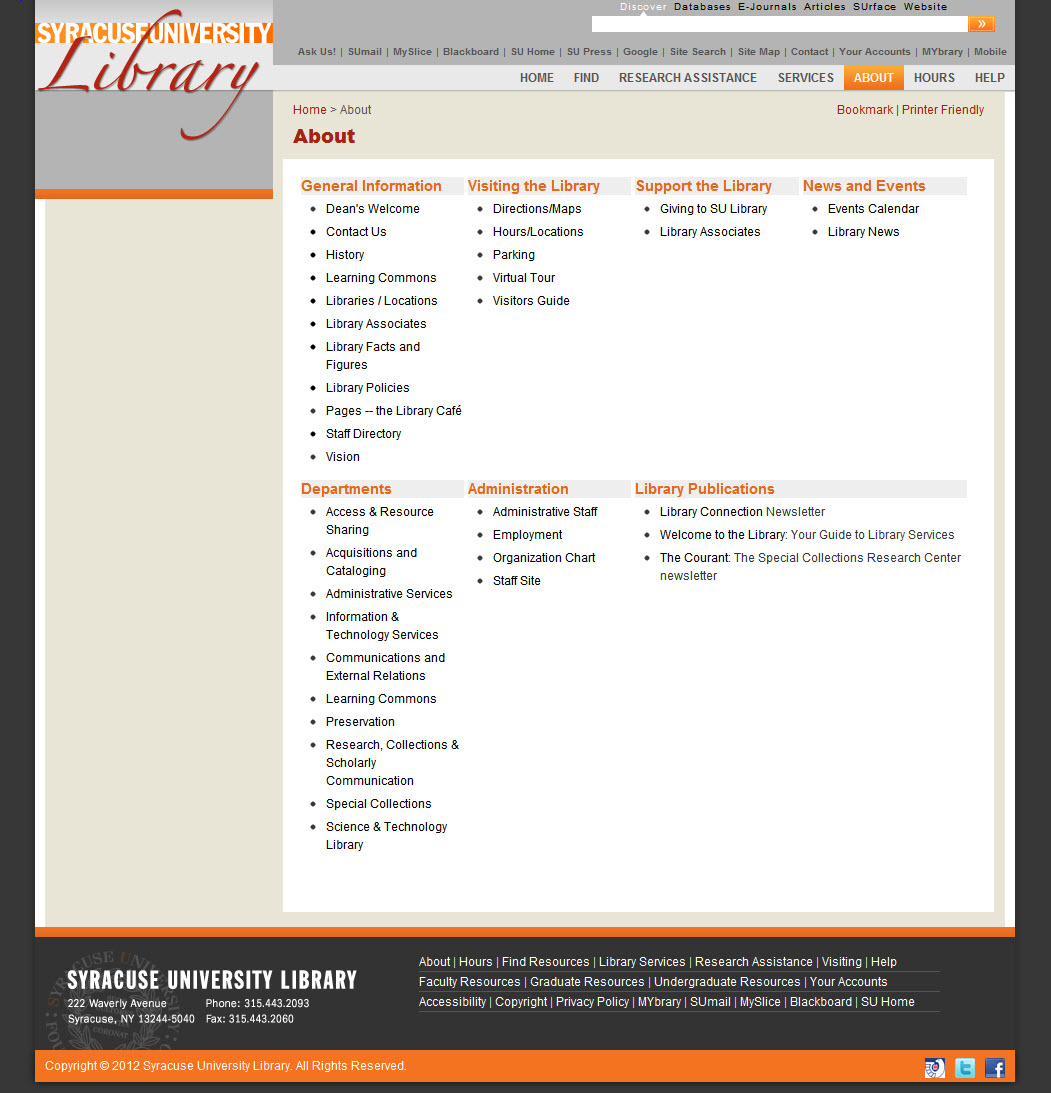 SYRACUSE UNIVERSITY
Library
Discover Databases E-Journals Articles SUrface Website
»
Ask Us! | SUmail | MySlice | Blackboard | SU Home | SU Press | Google | Site Search | Site Map | Contact | Your Accounts | MYbrary | Mobile
HOME FIND RESEARCH ASSISTANCE SERVICES ABOUT HOURS HELP
Home > About
Bookmark | Printer Friendly
About
General Information
Dean's Welcome
Contact Us
History
Learning Commons
Libraries / Locations
Library Associates
Library Facts and
Figures
Library Policies
Pages -- the Library Café
Staff Directory
Vision
Visiting the Library
Directions/Maps
Hours/Locations
Parking
Virtual Tour
Visitors Guide
Support the Library
Giving to SU Library
Library Associates
News and Events
Events Calendar
Library News
Departments
Access & Resource
Sharing
Acquisitions and
Cataloging
Administrative Services
Information &
Technology Services
Communications and
External Relations
Learning Commons
Preservation
Research, Collections &
Scholarly
Communication
Special Collections
Science & Technology
Library
Administration
Administrative Staff
Employment
Organization Chart
Staff Site
Library Publications
Library Connection Newsletter
Welcome to the Library: Your Guide to Library Services
The Courant: The Special Collections Research Center
newsletter
SYRACUSE UNIVERSITY LIBRARY
222 Waverly Avenue Phone: 315.443.2093
Syracuse, NY 13244-5040 Fax: 315.443.2060
About | Hours | Find Resources | Library Services | Research Assistance | Visiting | Help
Faculty Resources | Graduate Resources | Undergraduate Resources | Your Accounts
Accessibility | Copyright | Privacy Policy | MYbrary | SUmail | MySlice | Blackboard | SU Home
Copyright © 2012 Syracuse University Library. All Rights Reserved.